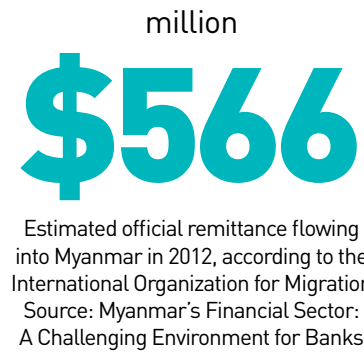 million
$566
Estimated official remittance flowing
into Myanmar in 2012, according to the
International Organization for Migration
Source: Myanmar's Financial Sector:
A Challenging Environment for Banks